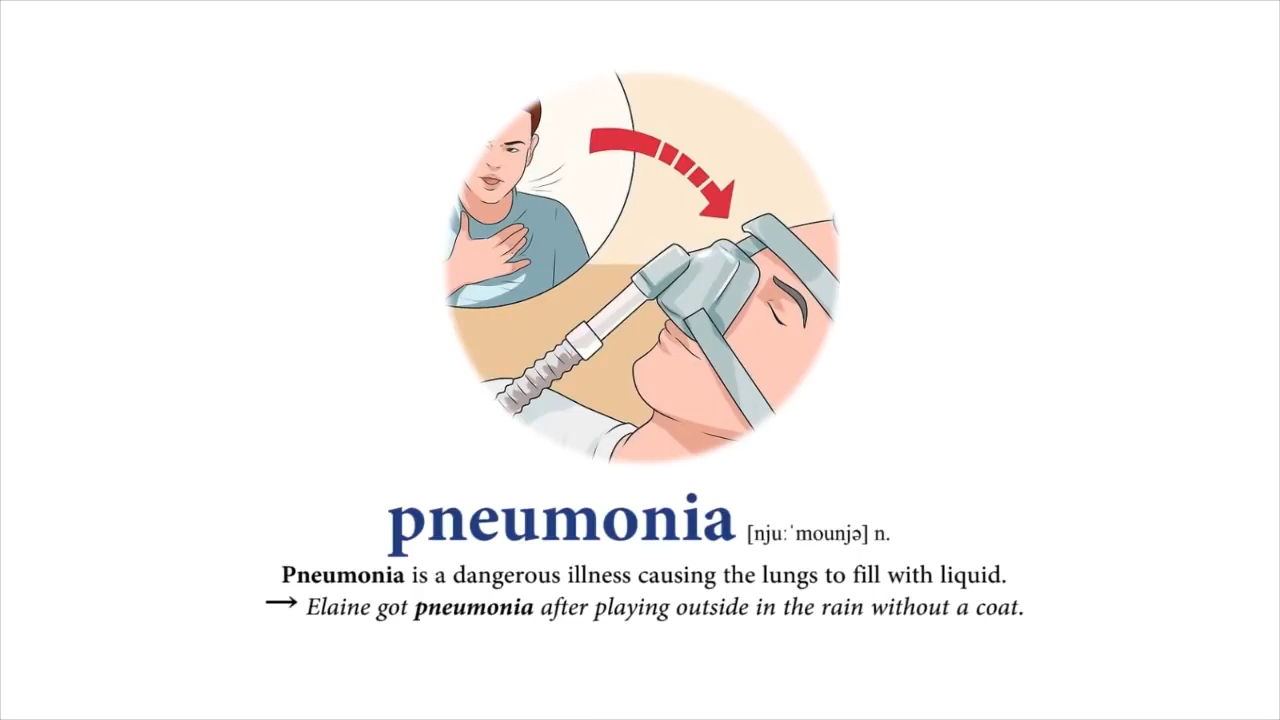 pneumonia [njuːˈmounjə] n.
Pneumonia is a dangerous illness causing the lungs to fill with liquid.
→ Elaine got pneumonia after playing outside in the rain without a coat.